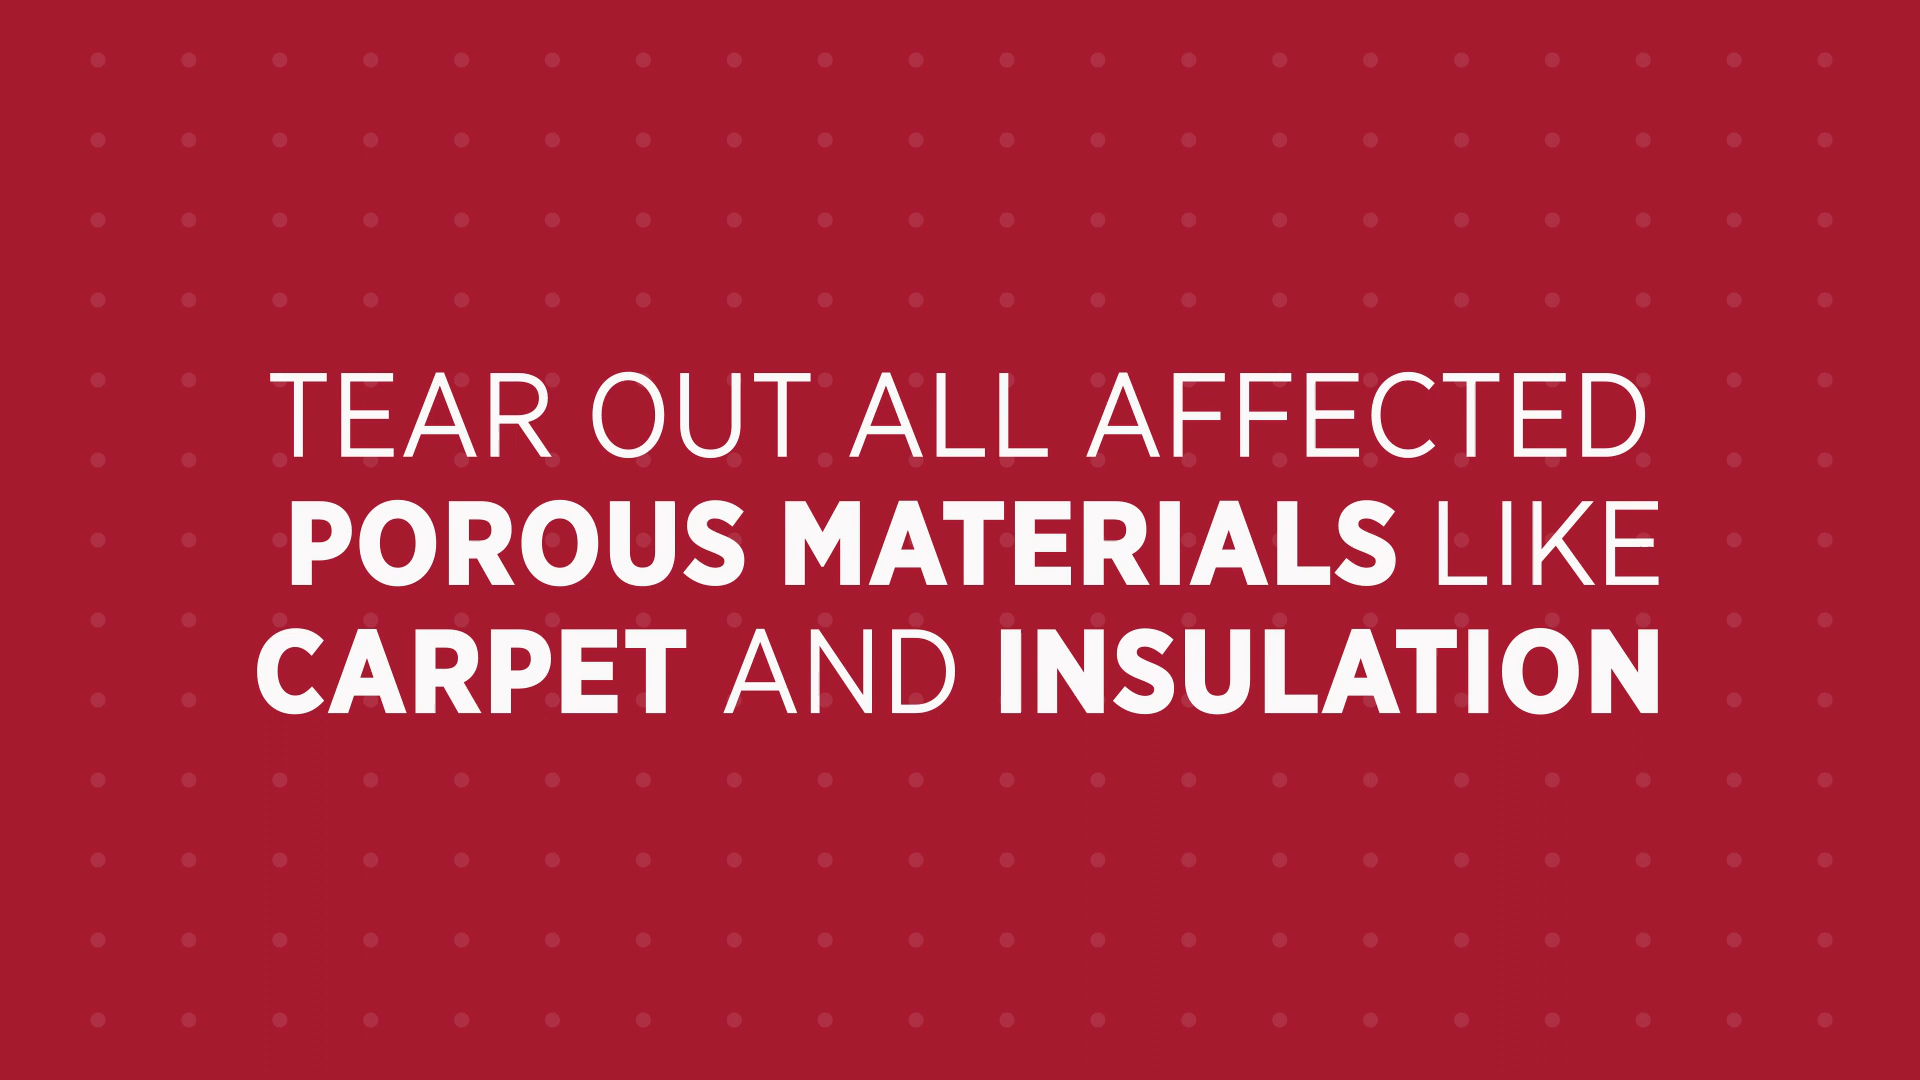 TEAR OUT ALL AFFECTED
POROUS MATERIALS LIKE
CARPET AND INSULATION